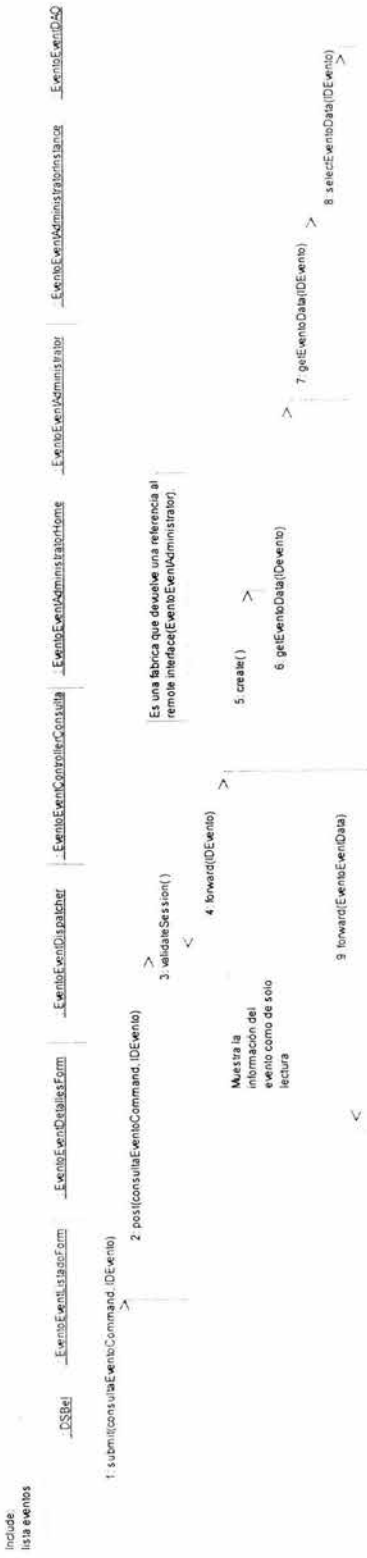 Include:
lista eventos
: DSBel
: EventoEventListadoForm
: EventoEventDetallesForm
: EventoEventDispatcher
: EventoEventControllerConsulta
: EventoEventAdministratorHome
: EventoEventAdministrator
: EventoEventAdministratorInstance
: EventoEventDAO
1: submit(consultaEventoCommand, IDEvento)
2: post(consultaEventoCommand, IDEvento)
3: validateSession( )
4: forward(IDEvento)
Es una fabrica que devuelve una referencia al
remote interface(EventoEventAdministrator).
5: create( )
6: getEventoData(IDevento)
7: getEventoData(IDEvento)
8: selectEventoData(IDEvento)
Muestra la
información del
evento como de solo
lectura
9: forward(EventoEventData)